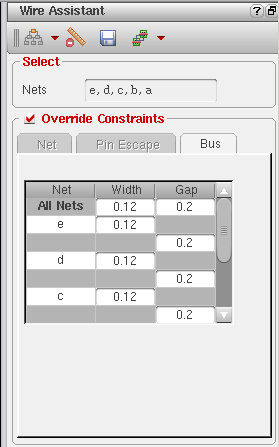 Wire Assistant
Select
Nets e, d, c, b, a
Override Constraints
Net Pin Escape Bus
Net Width Gap
All Nets 0.12 0.2
e 0.12
0.2
d 0.12
0.2
c 0.12
0.2